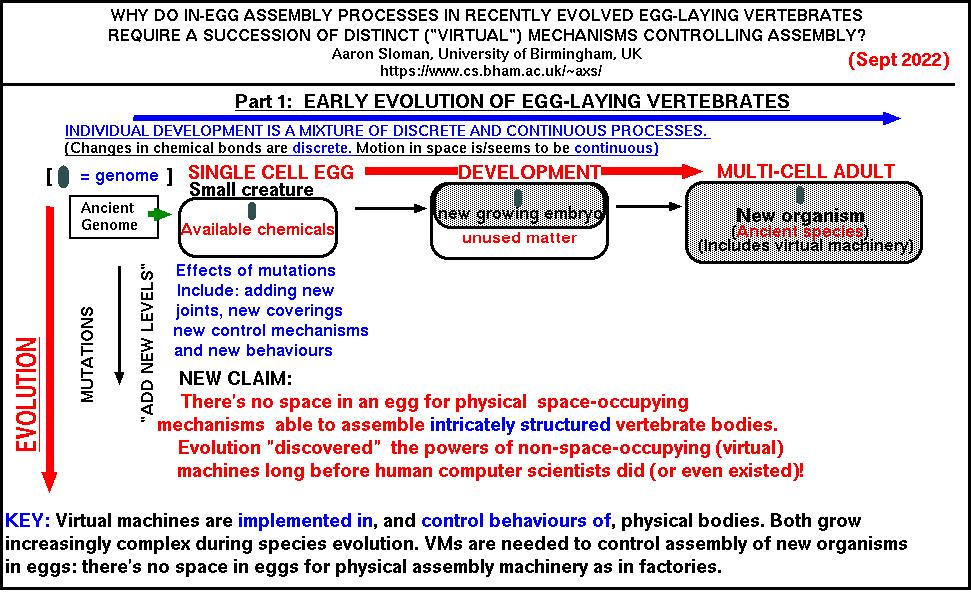 WHY DO IN-EGG ASSEMBLY PROCESSES IN RECENTLY EVOLVED EGG-LAYING VERTEBRATES
REQUIRE A SUCCESSION OF DISTINCT ("VIRTUAL") MECHANISMS CONTROLLING ASSEMBLY?
Aaron Sloman, University of Birmingham, UK
https://www.cs.bham.ac.uk/~axs/
(Sept 2022)
Part 1: EARLY EVOLUTION OF EGG-LAYING VERTEBRATES
INDIVIDUAL DEVELOPMENT IS A MIXTURE OF DISCRETE AND CONTINUOUS PROCESSES.
(Changes in chemical bonds are discrete. Motion in space is/seems to be continuous)
[ = genome ]
SINGLE CELL EGG
DEVELOPMENT
MULTI-CELL ADULT
Small creature
Ancient
Genome
Available chemicals
new growing embryo
unused matter
New organism
(Ancient species)
(Includes virtual machinery)
EVOLUTION
MUTATIONS
"ADD NEW LEVELS"
Effects of mutations
Include: adding new
joints, new coverings
new control mechanisms
and new behaviours
NEW CLAIM:
There's no space in an egg for physical space-occupying
mechanisms able to assemble intricately structured vertebrate bodies.
Evolution "discovered" the powers of non-space-occupying (virtual)
machines long before human computer scientists did (or even existed)!
KEY: Virtual machines are implemented in, and control behaviours of, physical bodies. Both grow
increasingly complex during species evolution. VMs are needed to control assembly of new organisms
in eggs: there's no space in eggs for physical assembly machinery as in factories.